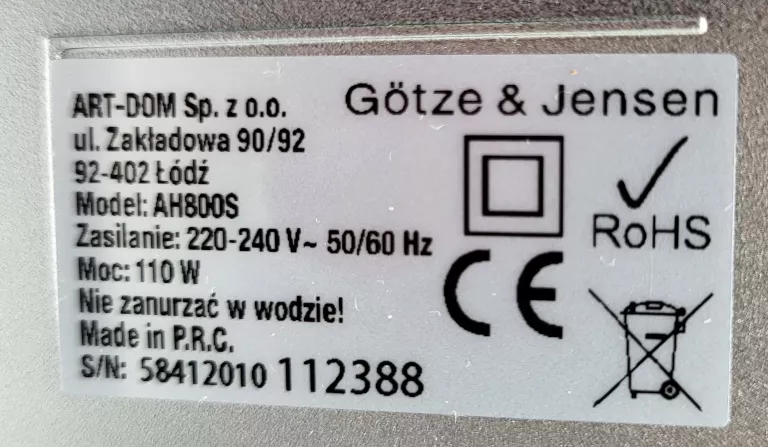 ART-DOM Sp. z o.o.
Götze & Jensen
ul. Zakładowa 90/92
92-402 Łódź
Model: AH800S
Zasilanie: 220-240 V~ 50/60 Hz
Moc: 110 W
Nie zanurzać w wodzie!
Made in P.R.C.
S/N: 58412010 112388
RoHS
CE